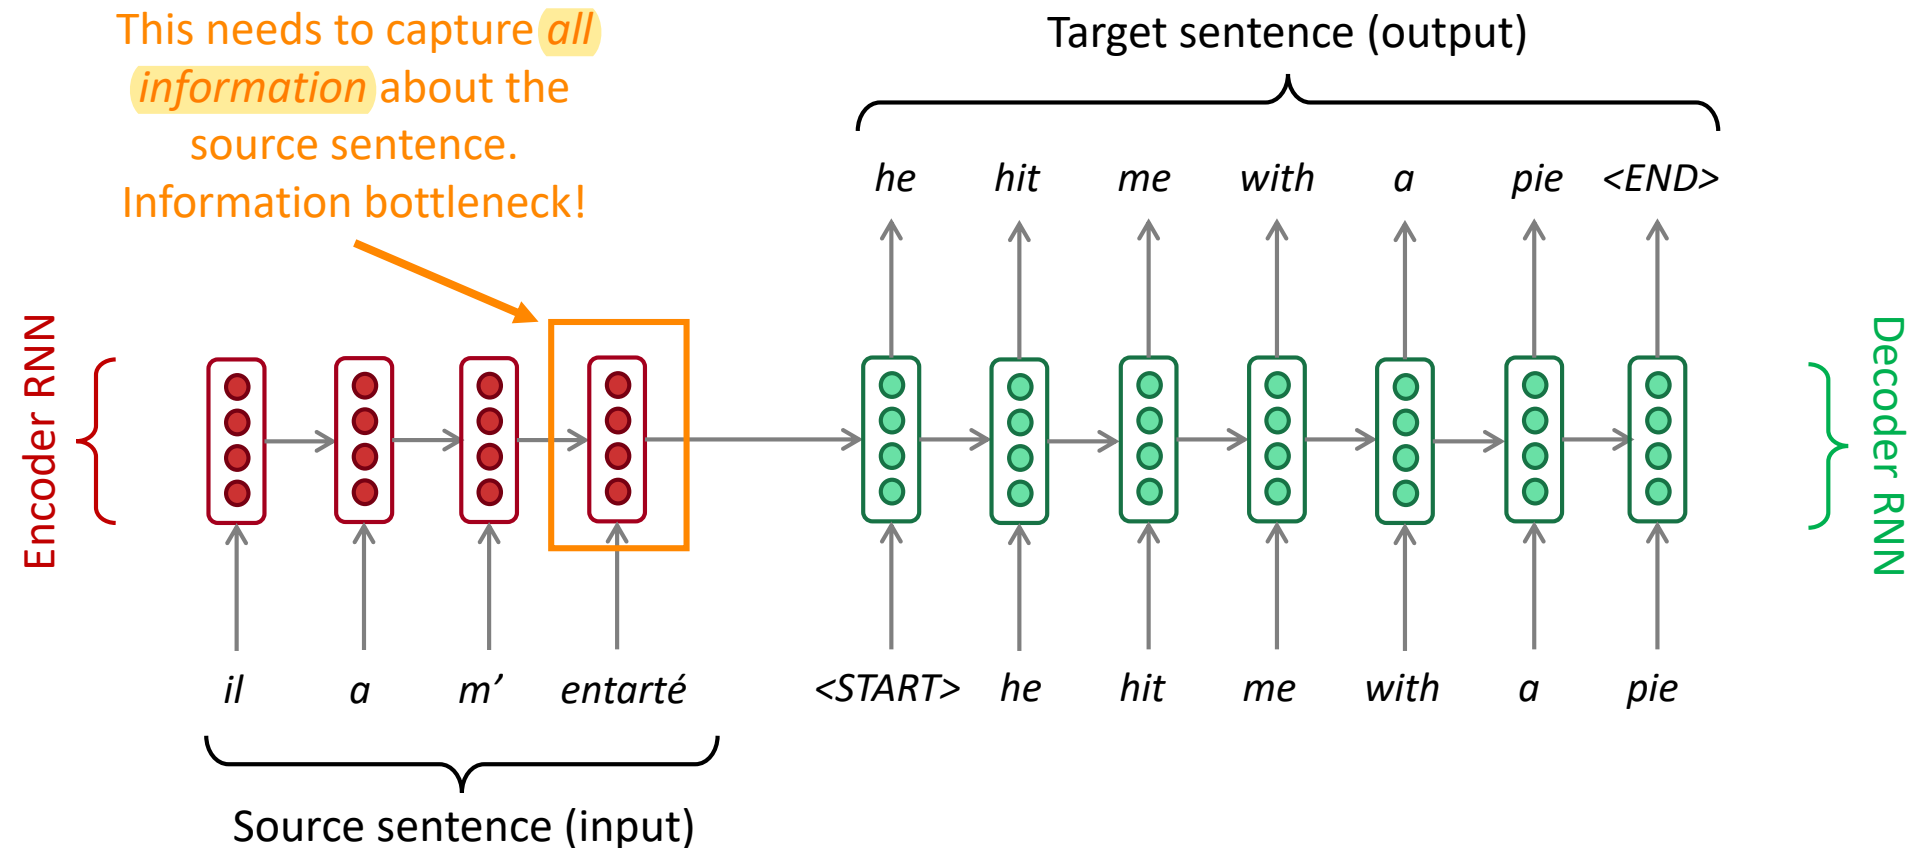 This needs to capture all
information about the
source sentence.
Information bottleneck!
Target sentence (output)
he hit me with a pie <END>
Encoder RNN
Decoder RNN
il a m’ entarté
<START> he hit me with a pie
Source sentence (input)